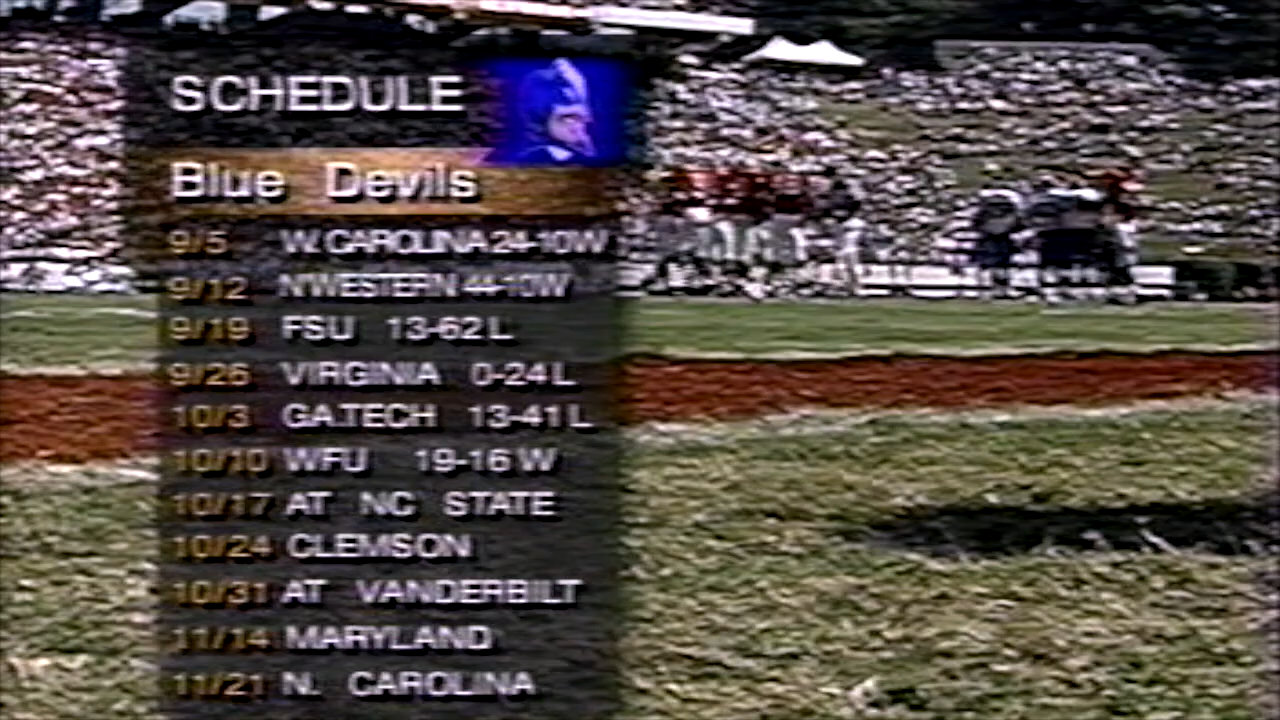 SCHEDULE
Blue Devils
9/5 W. CAROLINA 24-10 W
9/12 N'WESTERN 44-10 W
9/19 FSU 13-62 L
9/26 VIRGINIA 0-24 L
10/3 GA.TECH 13-41 L
10/10 WFU 19-16 W
10/17 AT NC STATE
10/24 CLEMSON
10/31 AT VANDERBILT
11/14 MARYLAND
11/21 N. CAROLINA